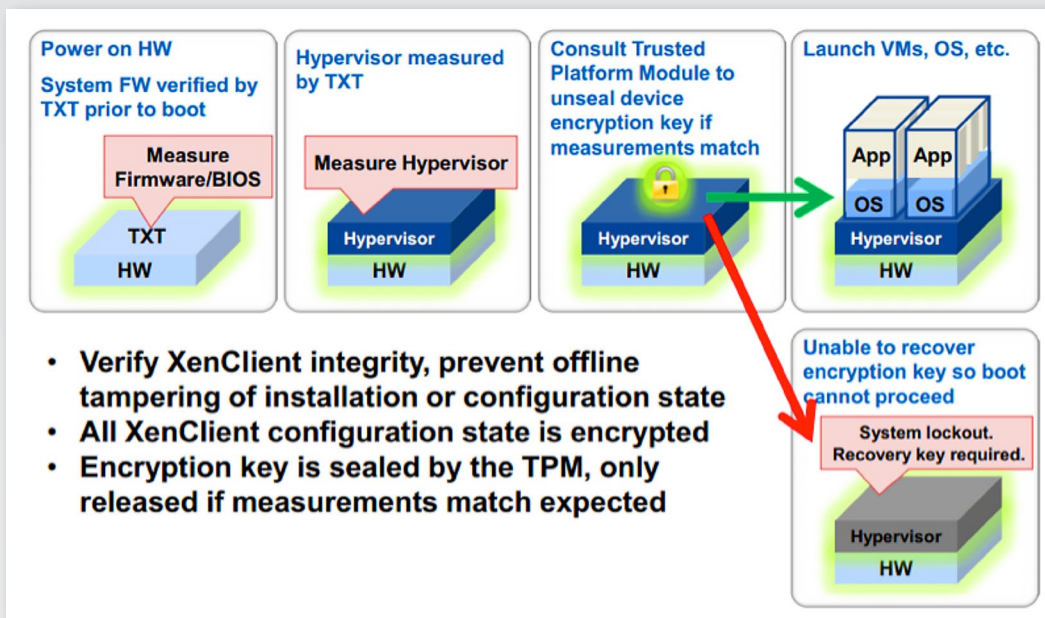 Power on HW
System FW verified by
TXT prior to boot
Measure
Firmware/BIOS
TXT
HW
Hypervisor measured
by TXT
Measure Hypervisor
Hypervisor
HW
Consult Trusted
Platform Module to
unseal device
encryption key if
measurements match
Hypervisor
HW
Launch VMs, OS, etc.
App App
OS OS
Hypervisor
HW
• Verify XenClient integrity, prevent offline
tampering of installation or configuration state
• All XenClient configuration state is encrypted
• Encryption key is sealed by the TPM, only
released if measurements match expected
Unable to recover
encryption key so boot
cannot proceed
System lockout.
Recovery key required.
Hypervisor
HW